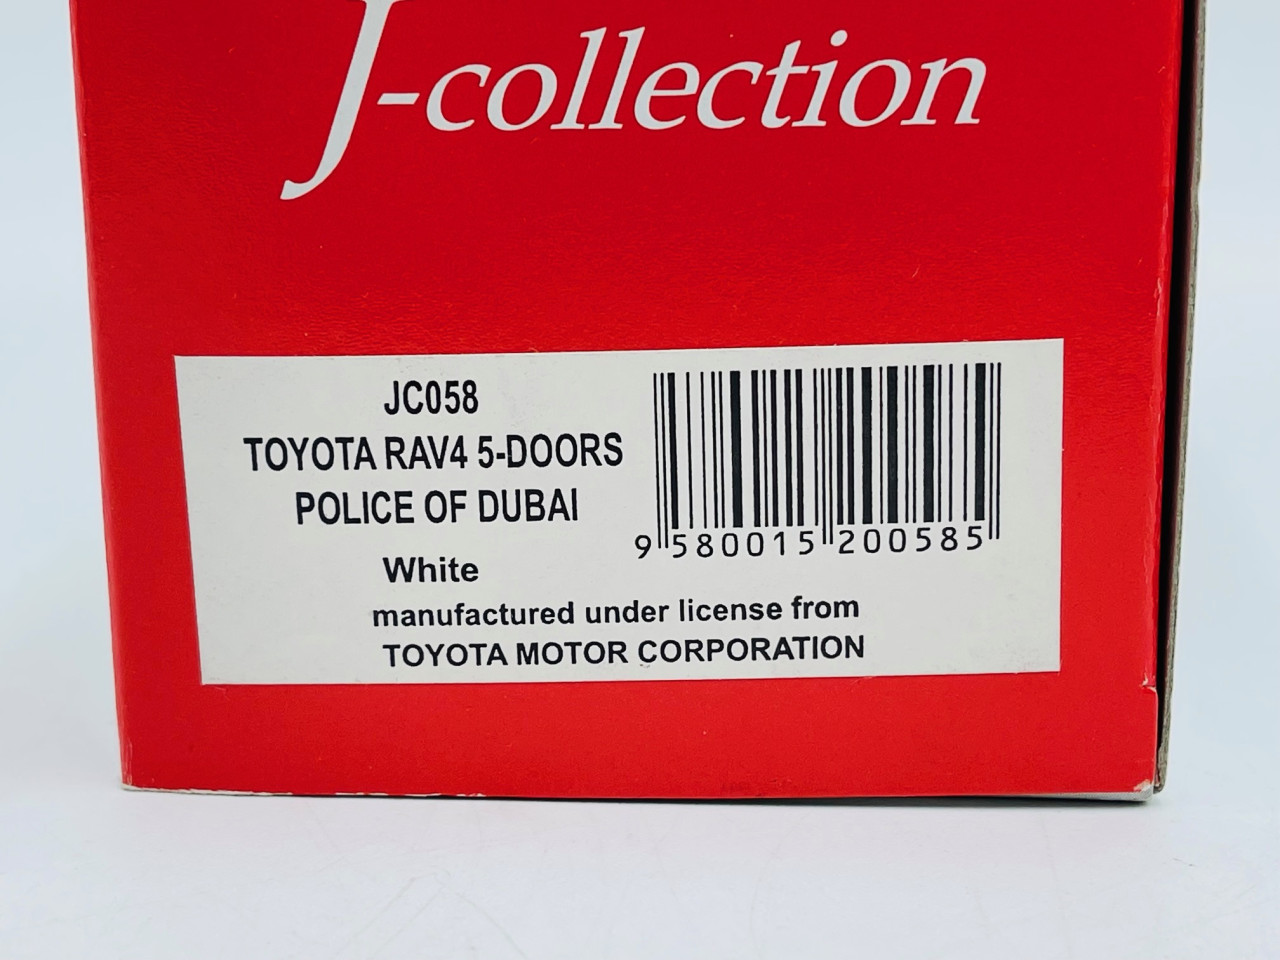 J-collection
JC058
TOYOTA RAV4 5-DOORS
POLICE OF DUBAI
White
9 580015 200585
manufactured under license from
TOYOTA MOTOR CORPORATION